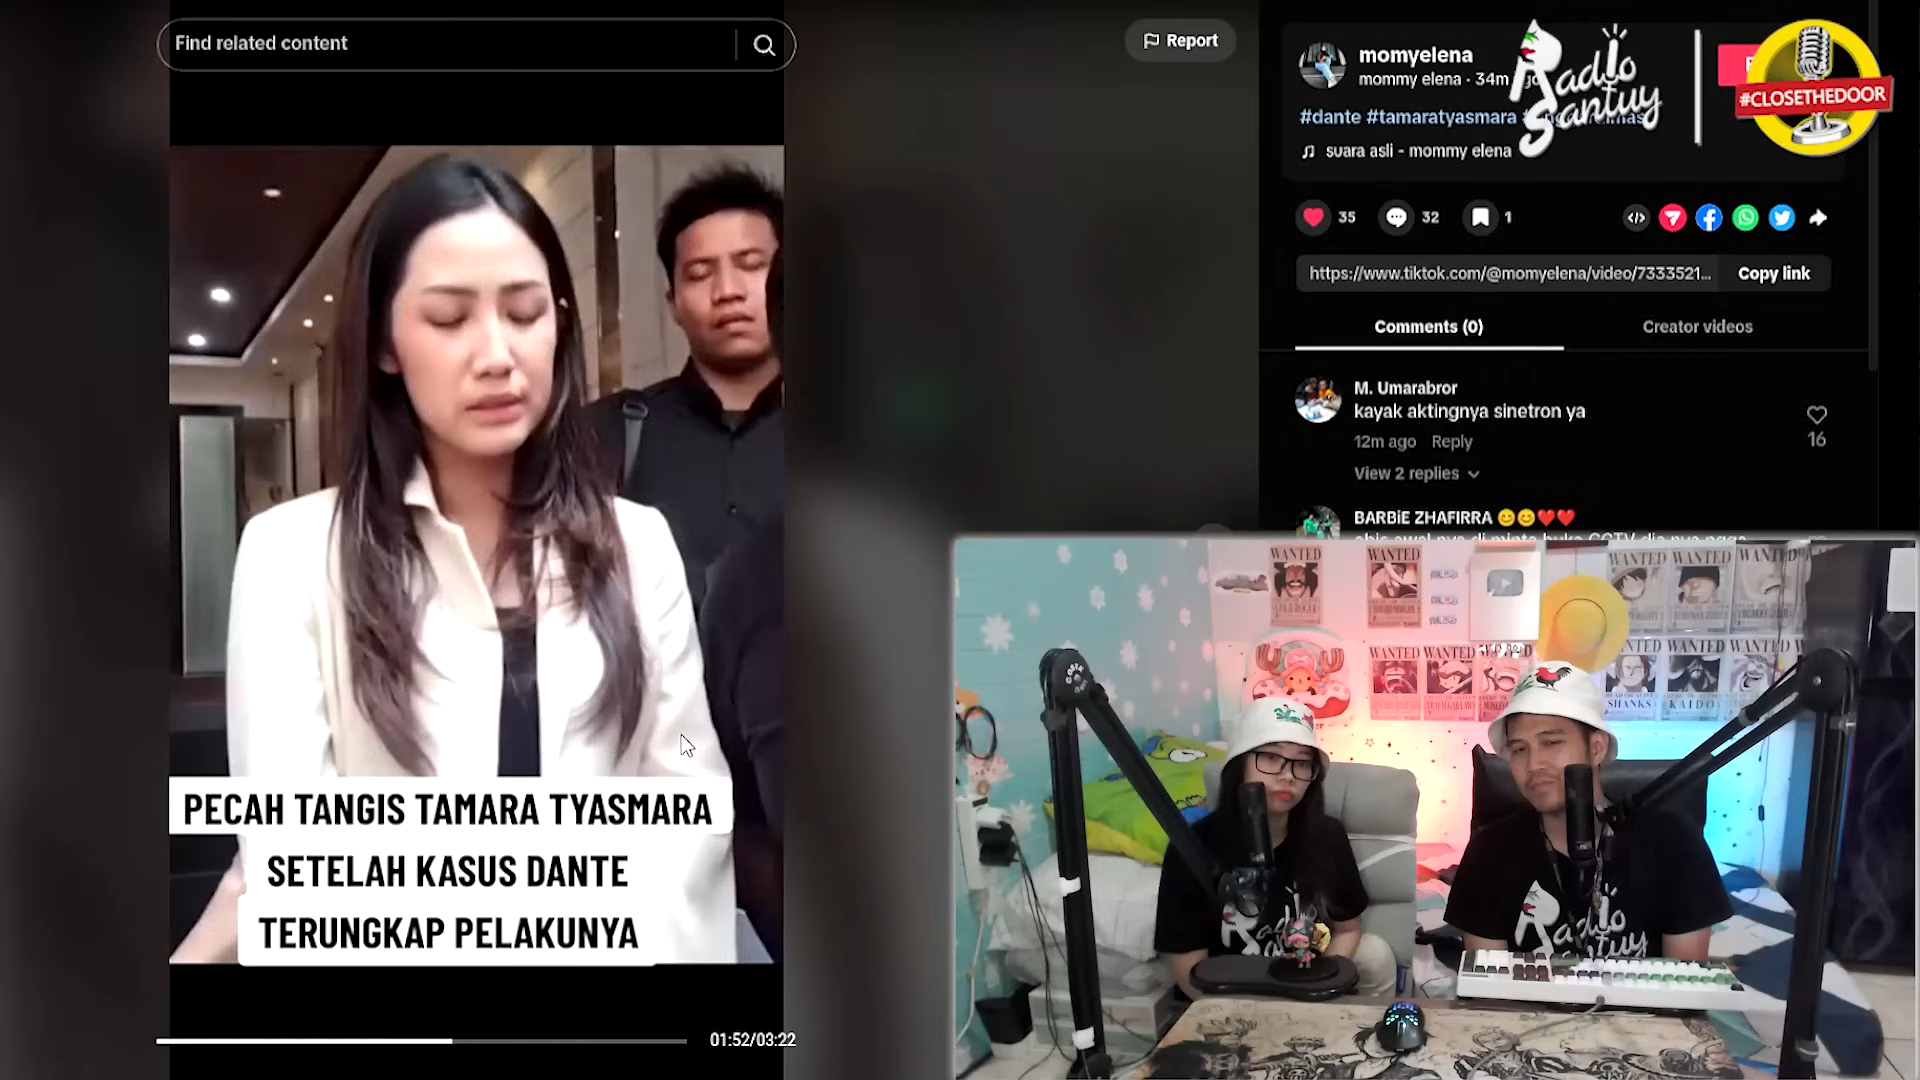 Find related content
Report
momyelena
mommy elena · 34m
#dante #tamaratyasmara
suara asli - mommy elena
Radio Santuy
#CLOSETHEDOOR
35
32
1
https://www.tiktok.com/@momyelena/video/7333521...
Copy link
Comments (0)
Creator videos
M. Umarabror
kayak aktingnya sinetron ya
12m ago
Reply
16
View 2 replies
BARBiE ZHAFIRRA 😊😊❤️❤️
PECAH TANGIS TAMARA TYASMARA
SETELAH KASUS DANTE
TERUNGKAP PELAKUNYA
01:52/03:22
WANTED
WANTED
WANTED
WANTED
GOLD ROGER
WANTED
WANTED
WANTED
WANTED
SHANKS
KAIDO
Radio
Santuy